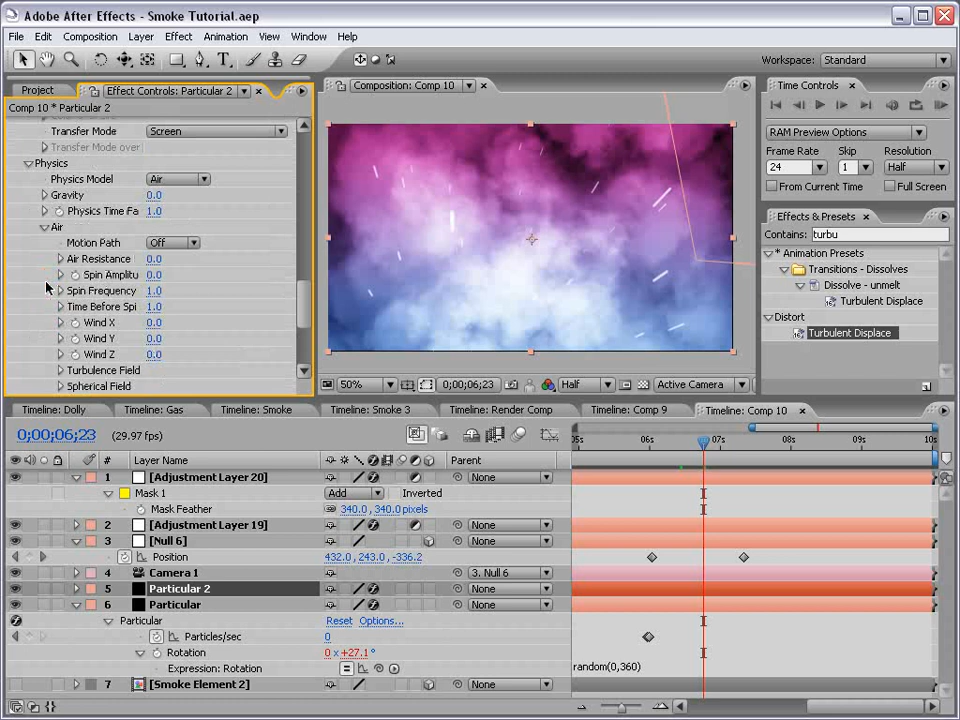 Adobe After Effects - Smoke Tutorial.aep
File Edit Composition Layer Effect Animation View Window Help
Workspace: Standard
Project Effect Controls: Particular 2
Comp 10 * Particular 2
Transfer Mode Screen
Transfer Mode over
Physics
Physics Model Air
Gravity 0.0
Physics Time Fa 1.0
Air
Motion Path Off
Air Resistance 0.0
Spin Amplitu 0.0
Spin Frequency 1.0
Time Before Spi 1.0
Wind X 0.0
Wind Y 0.0
Wind Z 0.0
Turbulence Field
Spherical Field
Composition: Comp 10
50% 0;00;06;23 Half Active Camera
Time Controls
RAM Preview Options
Frame Rate Skip Resolution
24 1 Half
From Current Time Full Screen
Effects & Presets
Contains: turbu
* Animation Presets
Transitions - Dissolves
Dissolve - unmelt
Turbulent Displace
Distort
Turbulent Displace
Timeline: Dolly Timeline: Gas Timeline: Smoke Timeline: Smoke 3 Timeline: Render Comp Timeline: Comp 9 Timeline: Comp 10
0;00;06;23 (29.97 fps)
05s 06s 07s 08s 09s 10s
# Layer Name Parent
1 [Adjustment Layer 20] None
Mask 1 Add Inverted
Mask Feather 340.0, 340.0 pixels
2 [Adjustment Layer 19] None
3 [Null 6] None
Position 432.0, 243.0, -336.2
4 Camera 1 3. Null 6
5 Particular 2 None
6 Particular None
Particular Reset Options...
Particles/sec 0
Rotation 0 x +27.1 °
Expression: Rotation random(0,360)
7 [Smoke Element 2] None